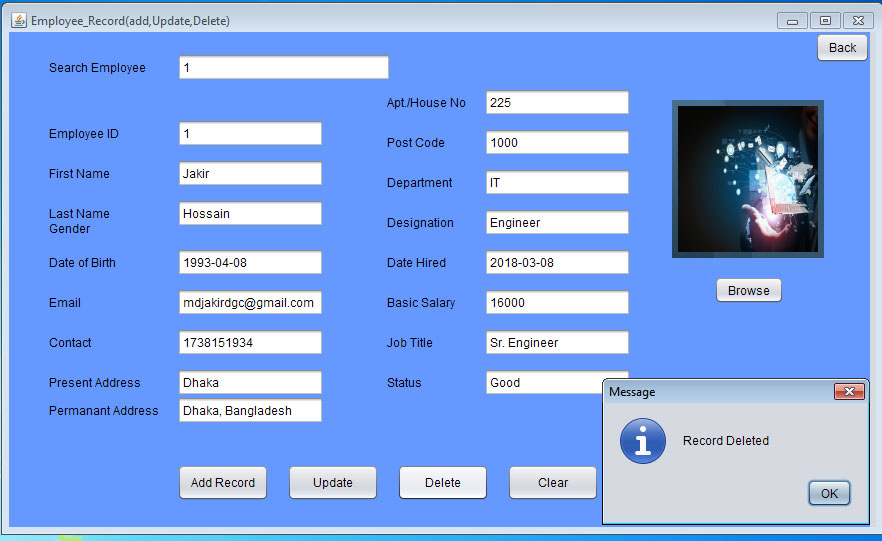 Employee_Record(add,Update,Delete)
Back
Search Employee 1
Employee ID 1
First Name Jakir
Last Name Hossain
Gender
Date of Birth 1993-04-08
Email mdjakirdgc@gmail.com
Contact 1738151934
Present Address Dhaka
Permanant Address Dhaka, Bangladesh
Apt./House No 225
Post Code 1000
Department IT
Designation Engineer
Date Hired 2018-03-08
Basic Salary 16000
Job Title Sr. Engineer
Status Good
Browse
Add Record Update Delete Clear
Message
Record Deleted
OK